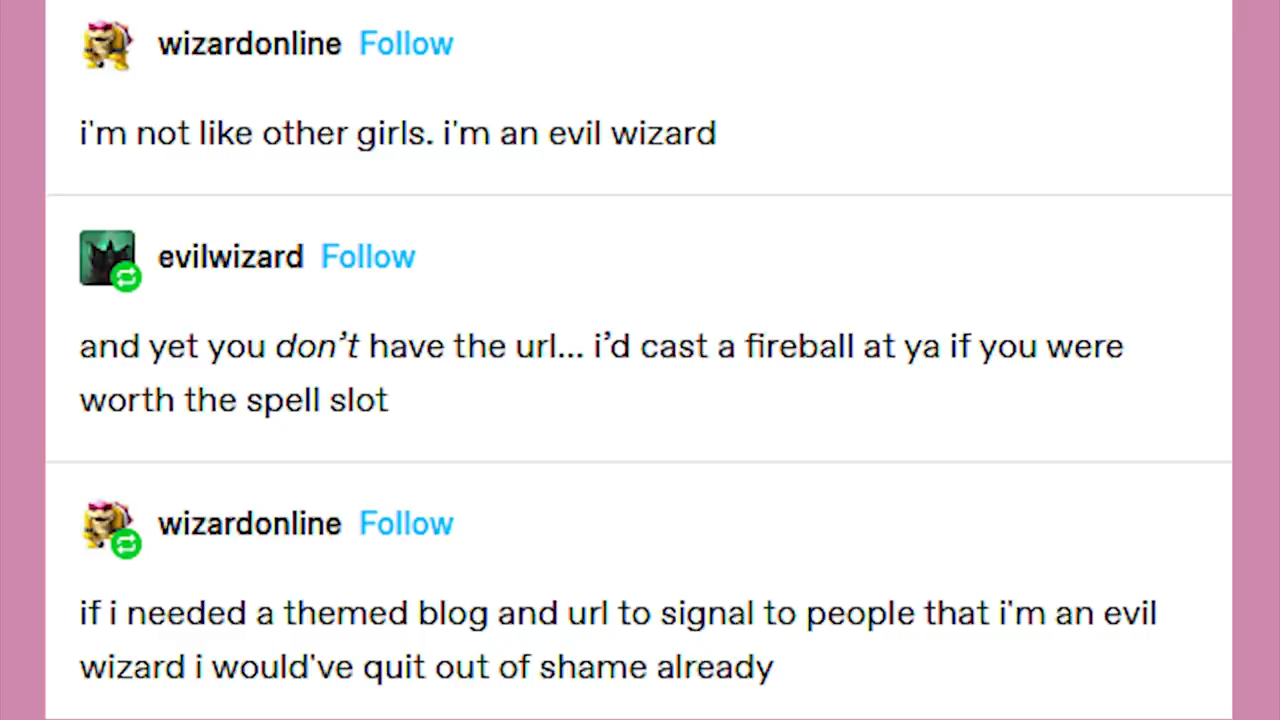 wizardonline Follow
i'm not like other girls. i'm an evil wizard
evilwizard Follow
and yet you don’t have the url... i’d cast a fireball at ya if you were
worth the spell slot
wizardonline Follow
if i needed a themed blog and url to signal to people that i'm an evil
wizard i would've quit out of shame already